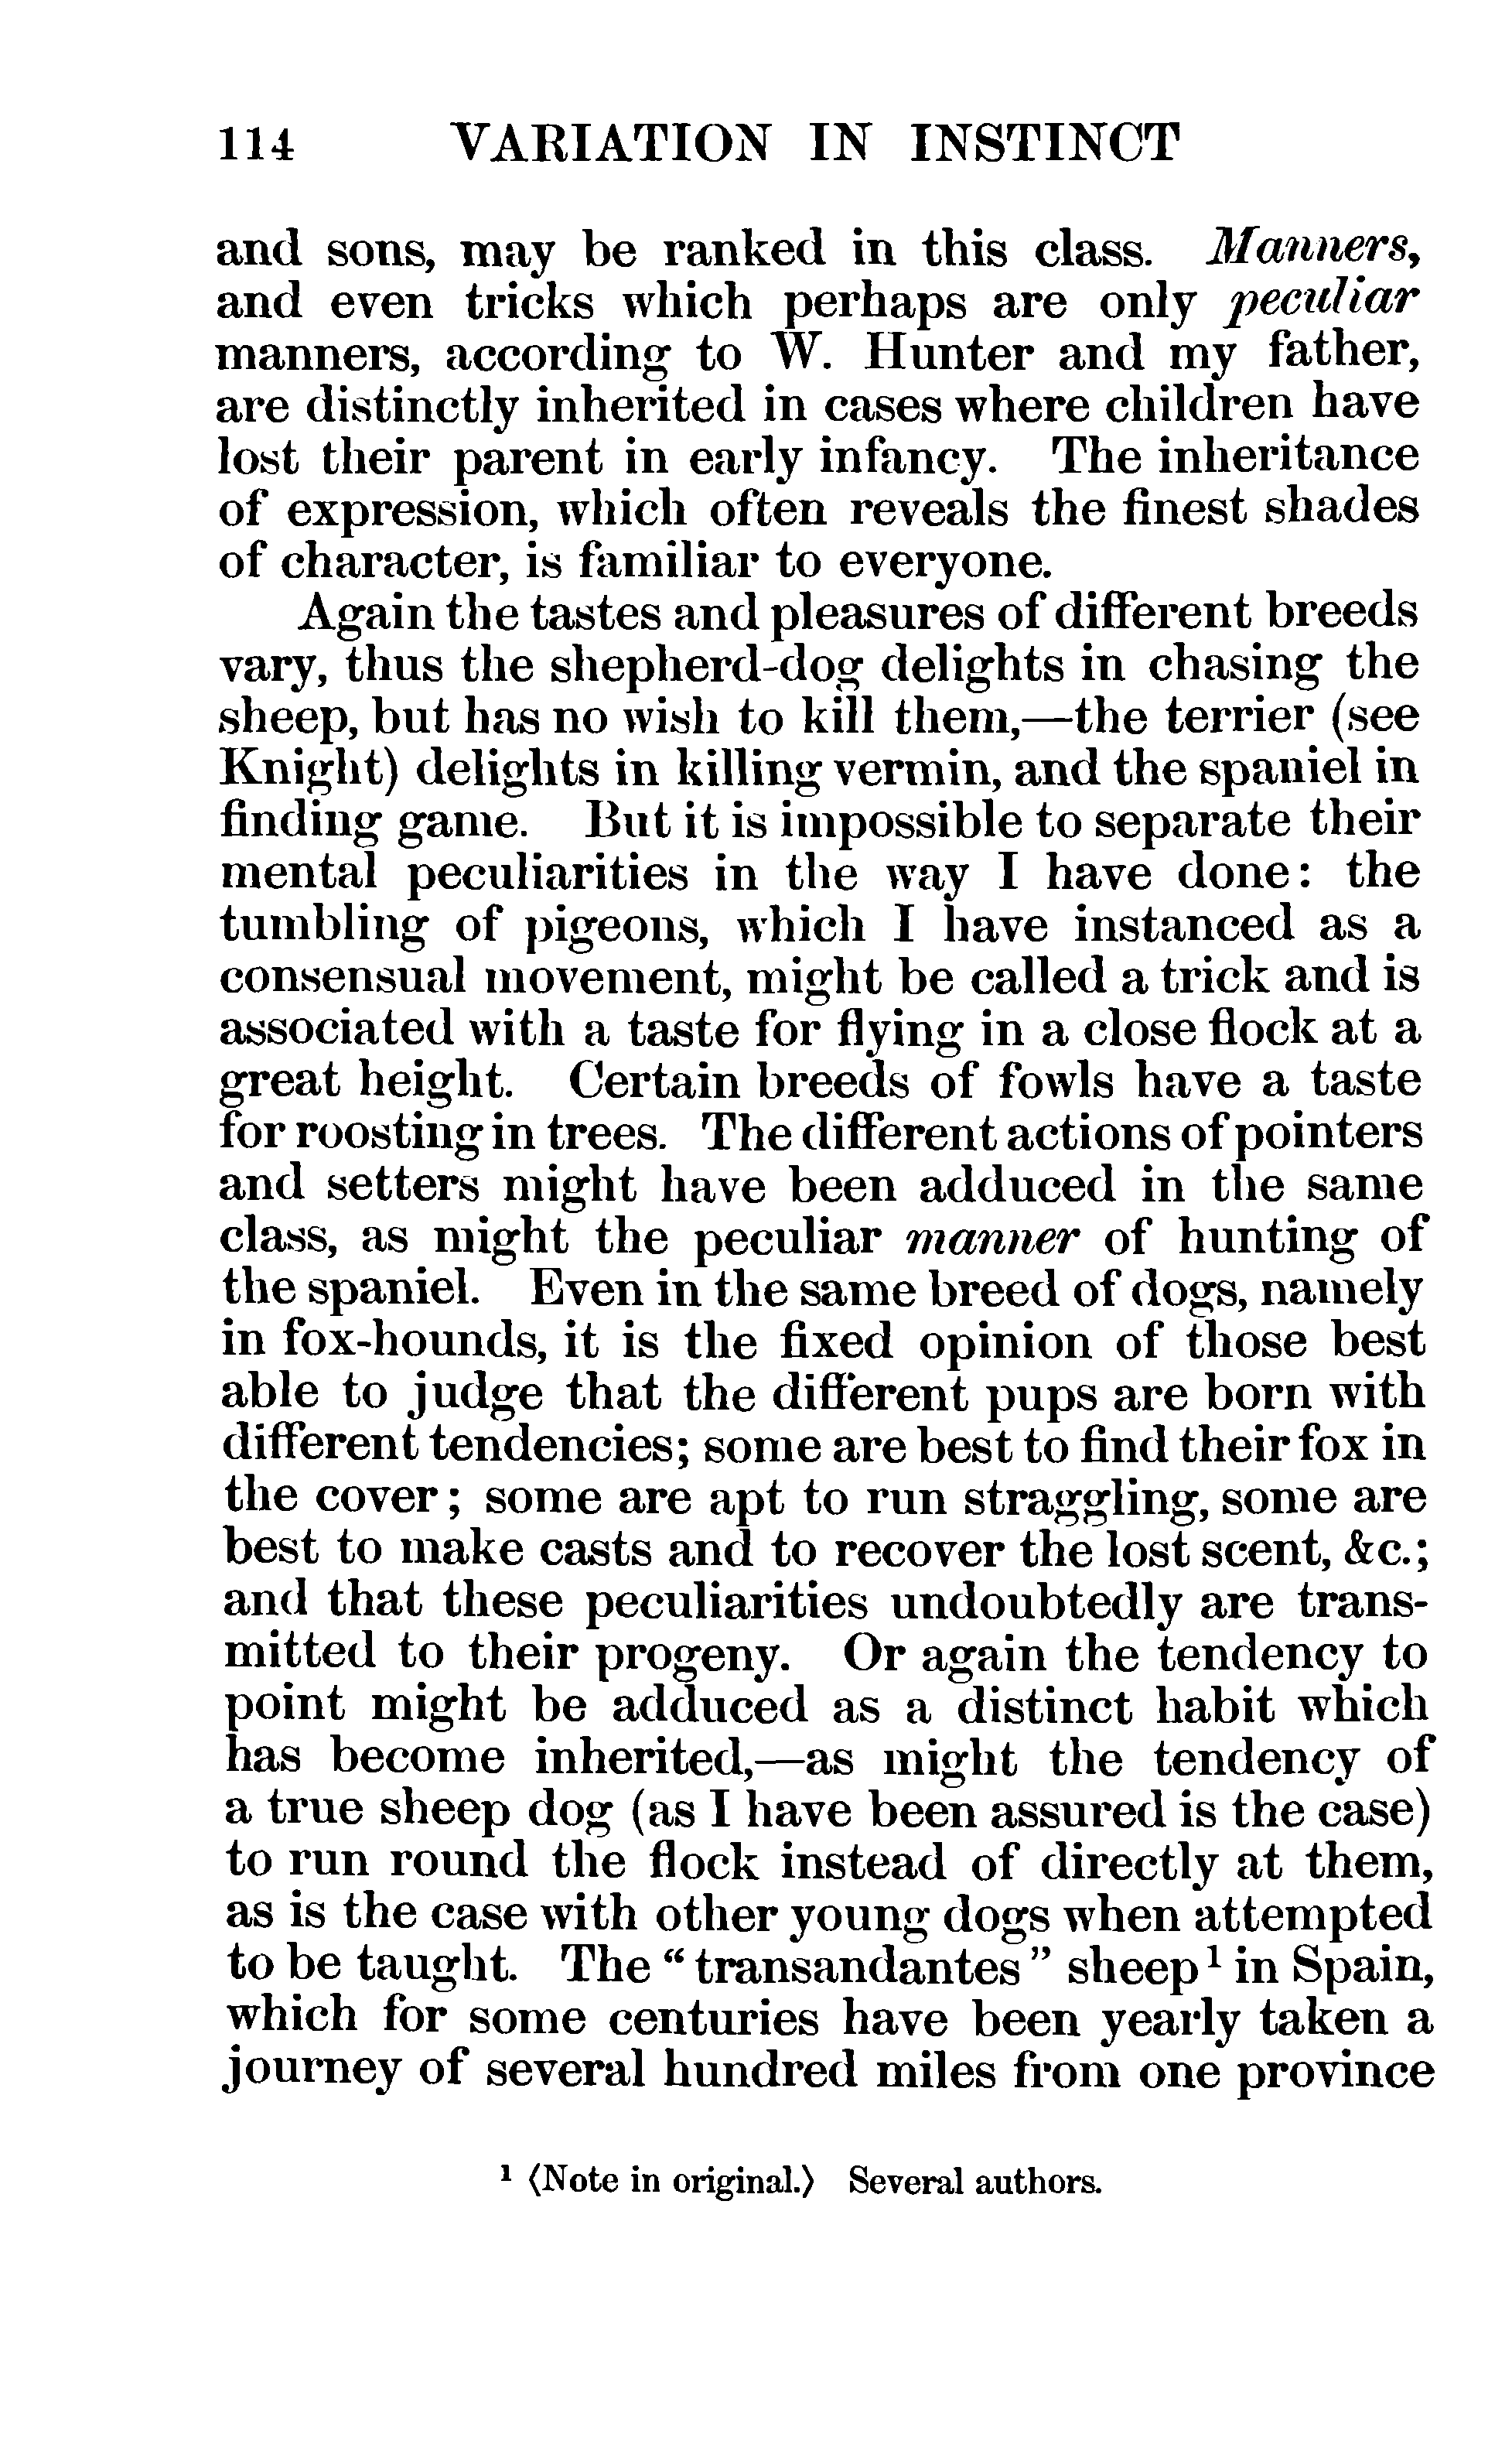 114 VARIATION IN INSTINCT
and sons, may be ranked in this class. Manners,
and even tricks which perhaps are only peculiar
manners, according to W. Hunter and my father,
are distinctly inherited in cases where children have
lost their parent in early infancy. The inheritance
of expression, which often reveals the finest shades
of character, is familiar to everyone.
Again the tastes and pleasures of different breeds
vary, thus the shepherd-dog delights in chasing the
sheep, but has no wish to kill them,—the terrier (see
Knight) delights in killing vermin, and the spaniel in
finding game. But it is impossible to separate their
mental peculiarities in the way I have done: the
tumbling of pigeons, which I have instanced as a
consensual movement, might be called a trick and is
associated with a taste for flying in a close flock at a
great height. Certain breeds of fowls have a taste
for roosting in trees. The different actions of pointers
and setters might have been adduced in the same
class, as might the peculiar manner of hunting of
the spaniel. Even in the same breed of dogs, namely
in fox-hounds, it is the fixed opinion of those best
able to judge that the different pups are born with
different tendencies; some are best to find their fox in
the cover; some are apt to run straggling, some are
best to make casts and to recover the lost scent, &c.;
and that these peculiarities undoubtedly are trans-
mitted to their progeny. Or again the tendency to
point might be adduced as a distinct habit which
has become inherited,—as might the tendency of
a true sheep dog (as I have been assured is the case)
to run round the flock instead of directly at them,
as is the case with other young dogs when attempted
to be taught. The “transandantes” sheep¹ in Spain,
which for some centuries have been yearly taken a
journey of several hundred miles from one province
¹ ⟨Note in original.⟩ Several authors.